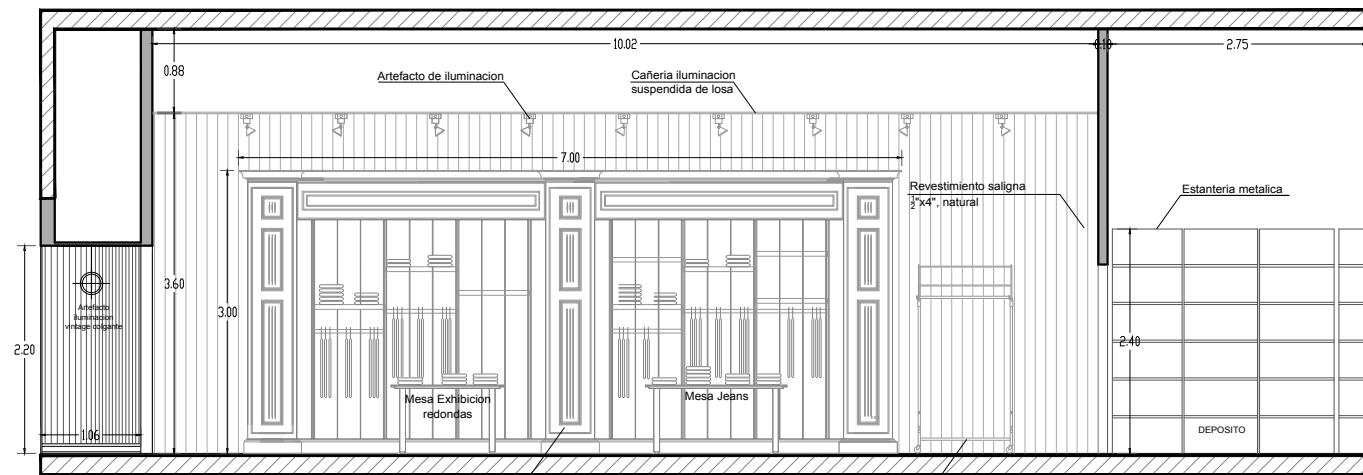 10.02
0.10
2.75
0.88
Artefacto de iluminacion
Cañeria iluminacion
suspendida de losa
7.00
Revestimiento saligna
½"x4", natural
Estanteria metalica
3.60
3.00
2.20
2.40
Artefacto
iluminacion
vintage colgante
Mesa Exhibicion
redondas
Mesa Jeans
1.06
DEPOSITO